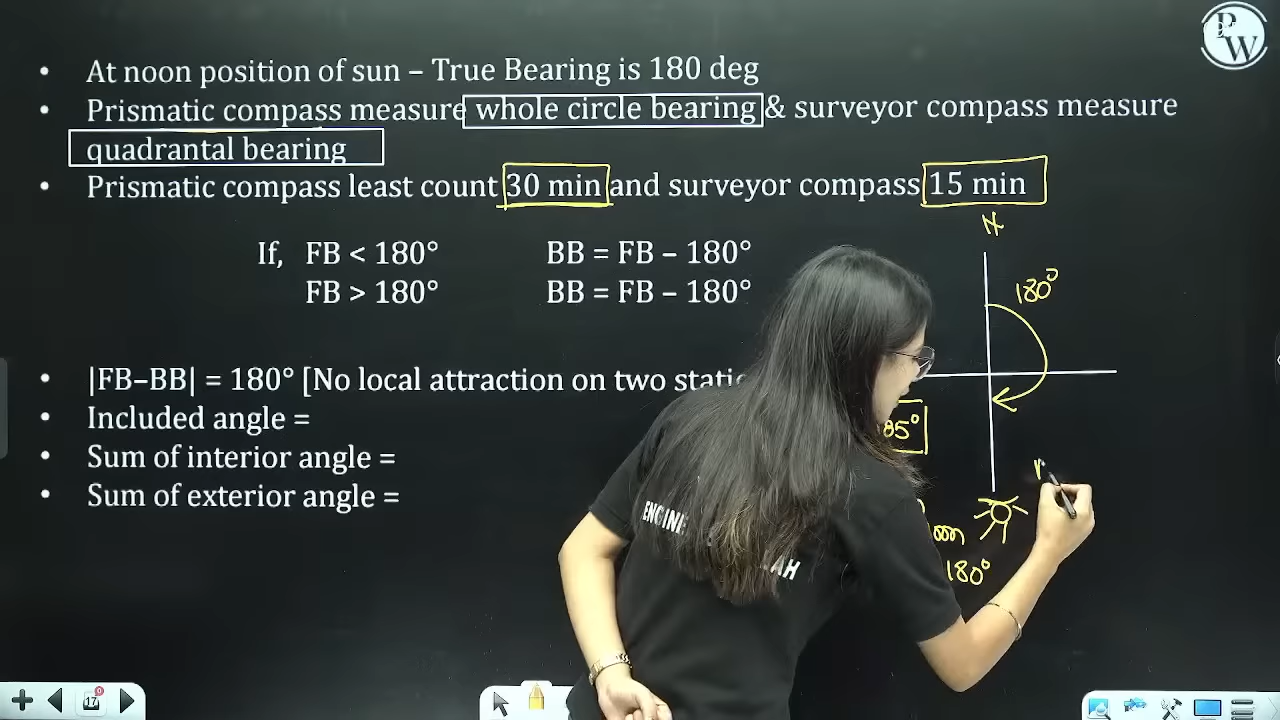 PW
• At noon position of sun – True Bearing is 180 deg
• Prismatic compass measure whole circle bearing & surveyor compass measure
quadrantal bearing
• Prismatic compass least count 30 min and surveyor compass 15 min
N
If, FB < 180° BB = FB – 180°
180°
FB > 180° BB = FB – 180°
• |FB–BB| = 180° [No local attraction on two
• Included angle =
85°
• Sum of interior angle =
• Sum of exterior angle =
180°
17